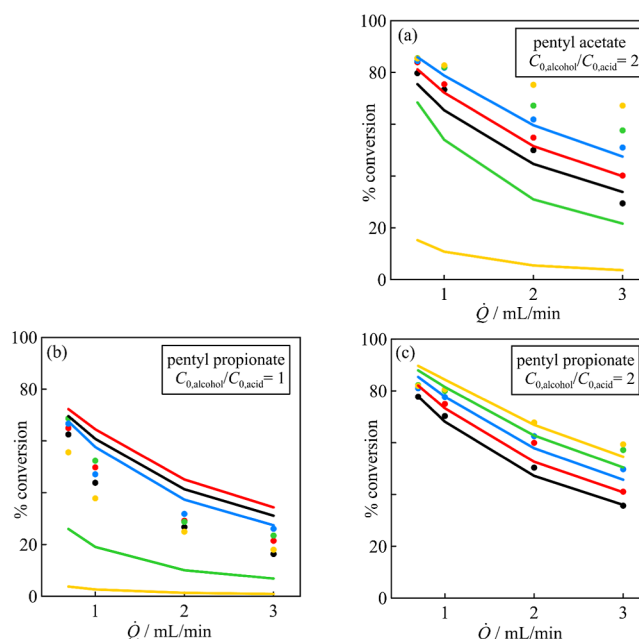 (a)
pentyl acetate
C0,alcohol/C0,acid= 2
100
80
20
0
% conversion
1 2 3
Q̇ / mL/min
(b)
pentyl propionate
C0,alcohol/C0,acid= 1
100
80
20
0
% conversion
1 2 3
Q̇ / mL/min
(c)
pentyl propionate
C0,alcohol/C0,acid= 2
100
80
20
0
% conversion
1 2 3
Q̇ / mL/min